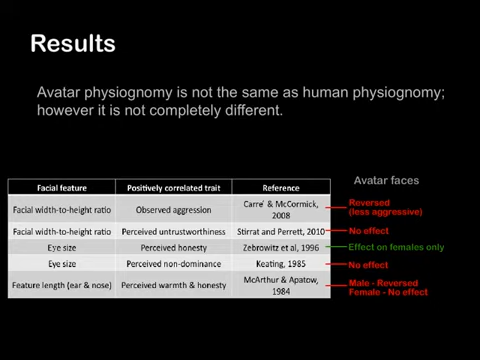 Results
Avatar physiognomy is not the same as human physiognomy;
however it is not completely different.
Avatar faces
Facial feature Positively correlated trait Reference
Facial width-to-height ratio Observed aggression Carre' & McCormick, 2008 Reversed (less aggressive)
Facial width-to-height ratio Perceived untrustworthiness Stirrat and Perrett, 2010 No effect
Eye size Perceived honesty Zebrowitz et al, 1996 Effect on females only
Eye size Perceived non-dominance Keating, 1985 No effect
Feature length (ear & nose) Perceived warmth & honesty McArthur & Apatow, 1984 Male - Reversed Female - No effect